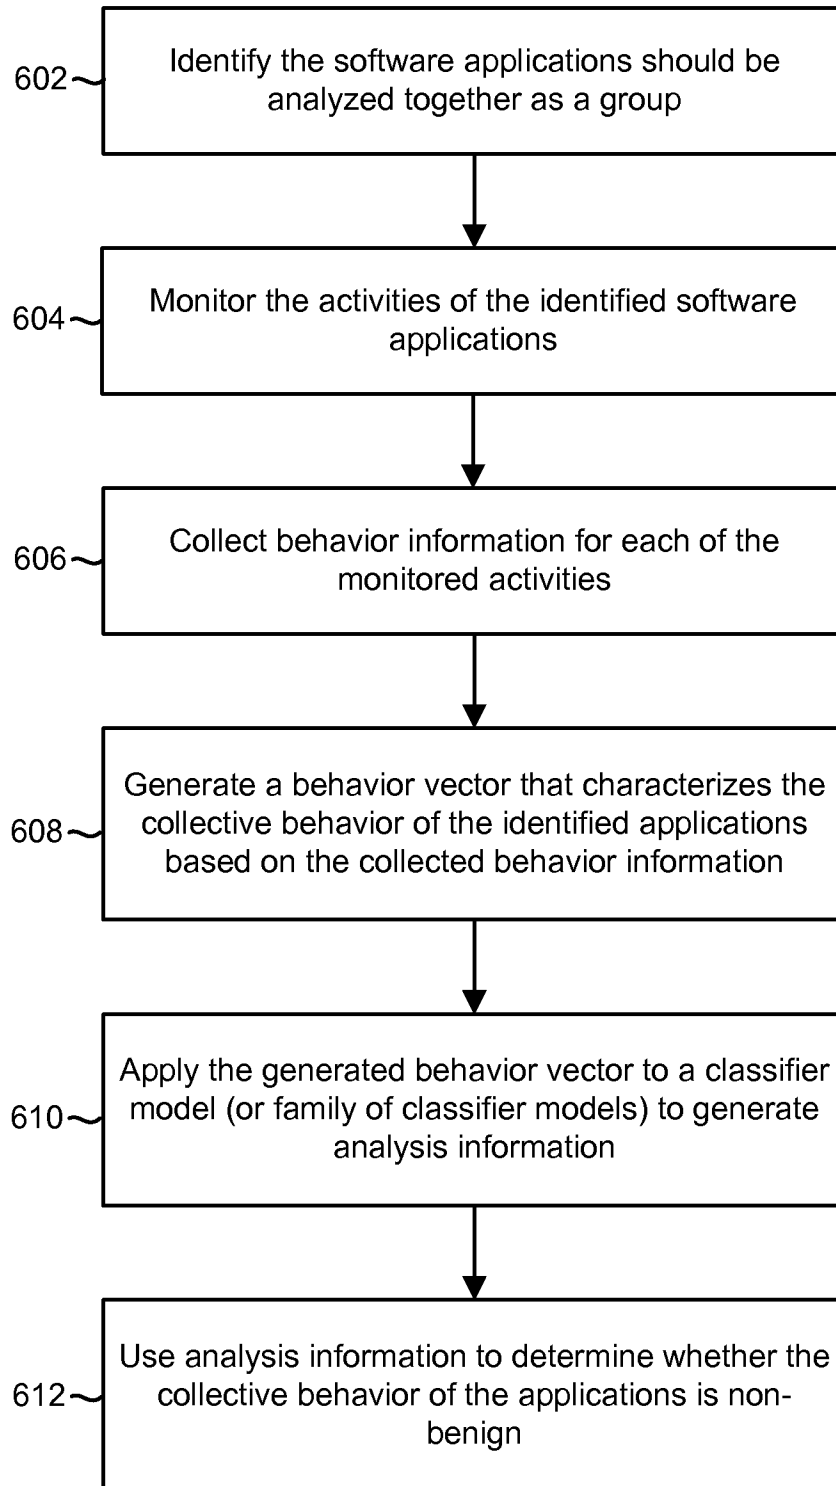 602
Identify the software applications should be
analyzed together as a group
604
Monitor the activities of the identified software
applications
606
Collect behavior information for each of the
monitored activities
608
Generate a behavior vector that characterizes the
collective behavior of the identified applications
based on the collected behavior information
610
Apply the generated behavior vector to a classifier
model (or family of classifier models) to generate
analysis information
612
Use analysis information to determine whether the
collective behavior of the applications is non-
benign